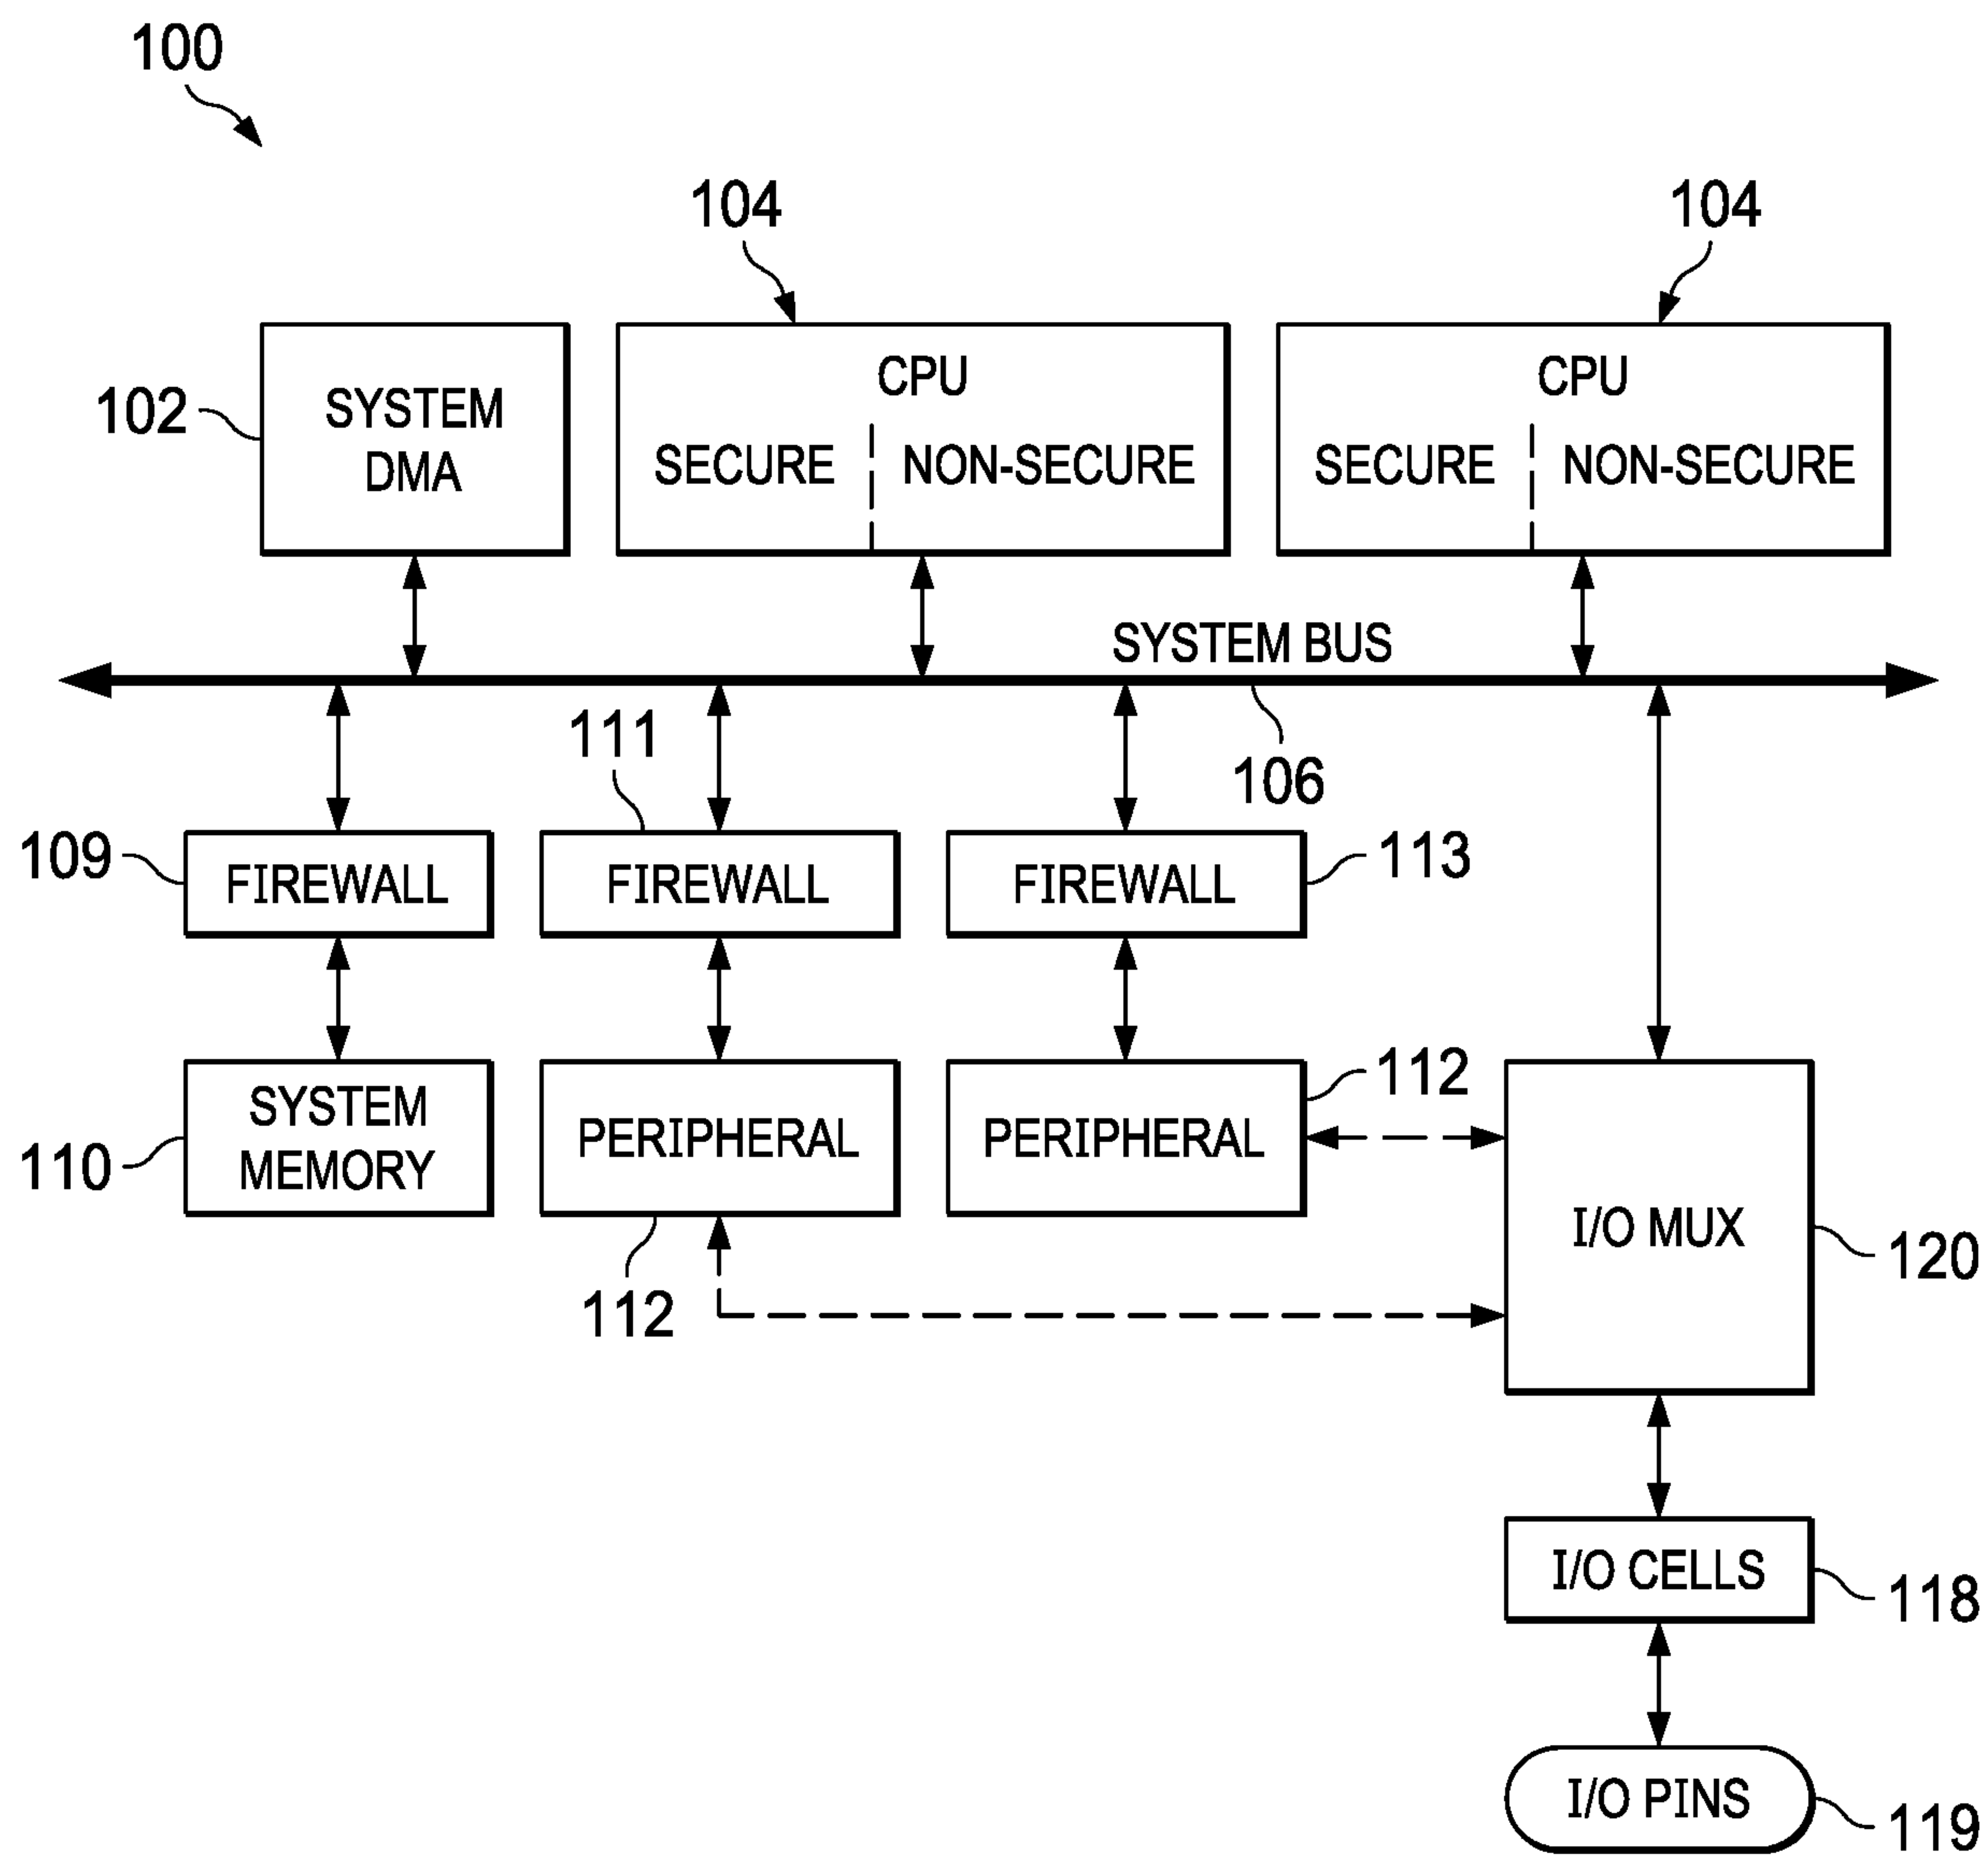 100
104
104
102
SYSTEM
DMA
CPU
SECURE
NON-SECURE
CPU
SECURE
NON-SECURE
SYSTEM BUS
106
111
109
FIREWALL
FIREWALL
FIREWALL
113
110
SYSTEM
MEMORY
PERIPHERAL
112
PERIPHERAL
112
I/O MUX
120
I/O CELLS
118
I/O PINS
119